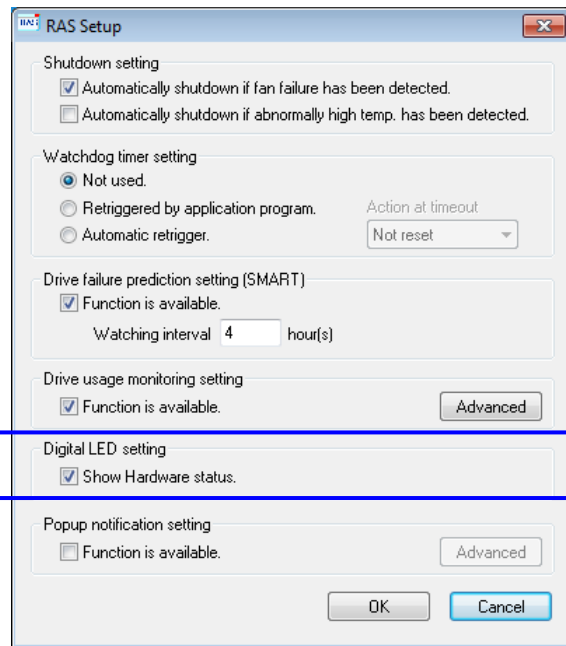 RAS Setup
Shutdown setting
Automatically shutdown if fan failure has been detected.
Automatically shutdown if abnormally high temp. has been detected.
Watchdog timer setting
Not used.
Retriggered by application program.
Action at timeout
Automatic retrigger.
Not reset
Drive failure prediction setting (SMART)
Function is available.
Watching interval 4 hour(s)
Drive usage monitoring setting
Function is available.
Advanced
Digital LED setting
Show Hardware status.
Popup notification setting
Function is available.
Advanced
OK
Cancel